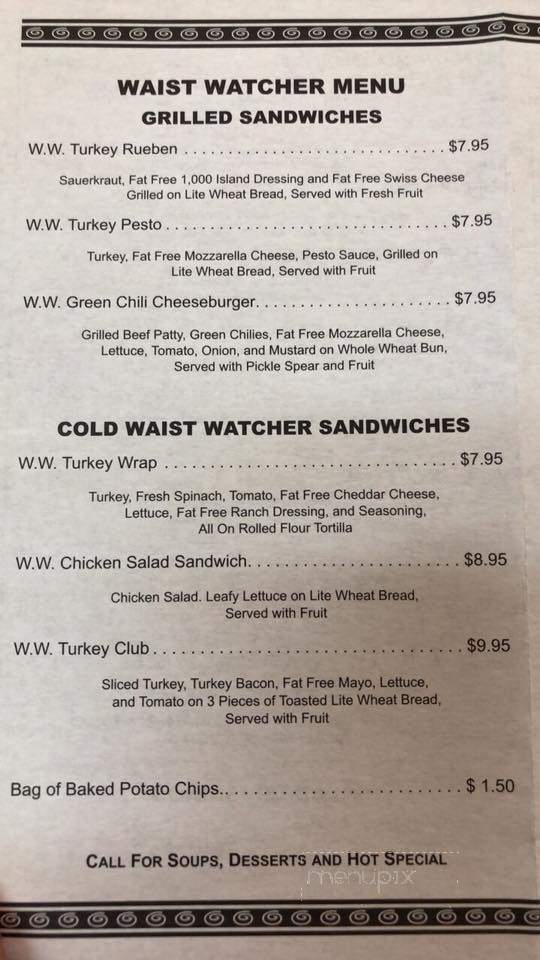 WAIST WATCHER MENU
GRILLED SANDWICHES
W.W. Turkey Rueben ............................. $7.95
Sauerkraut, Fat Free 1,000 Island Dressing and Fat Free Swiss Cheese
Grilled on Lite Wheat Bread, Served with Fresh Fruit
W.W. Turkey Pesto ................................ $7.95
Turkey, Fat Free Mozzarella Cheese, Pesto Sauce, Grilled on
Lite Wheat Bread, Served with Fruit
W.W. Green Chili Cheeseburger...................... $7.95
Grilled Beef Patty, Green Chilies, Fat Free Mozzarella Cheese,
Lettuce, Tomato, Onion, and Mustard on Whole Wheat Bun,
Served with Pickle Spear and Fruit
COLD WAIST WATCHER SANDWICHES
W.W. Turkey Wrap ................................. $7.95
Turkey, Fresh Spinach, Tomato, Fat Free Cheddar Cheese,
Lettuce, Fat Free Ranch Dressing, and Seasoning,
All On Rolled Flour Tortilla
W.W. Chicken Salad Sandwich........................ $8.95
Chicken Salad. Leafy Lettuce on Lite Wheat Bread,
Served with Fruit
W.W. Turkey Club .................................. $9.95
Sliced Turkey, Turkey Bacon, Fat Free Mayo, Lettuce,
and Tomato on 3 Pieces of Toasted Lite Wheat Bread,
Served with Fruit
Bag of Baked Potato Chips........................... $ 1.50
CALL FOR SOUPS, DESSERTS AND HOT SPECIAL
menupix